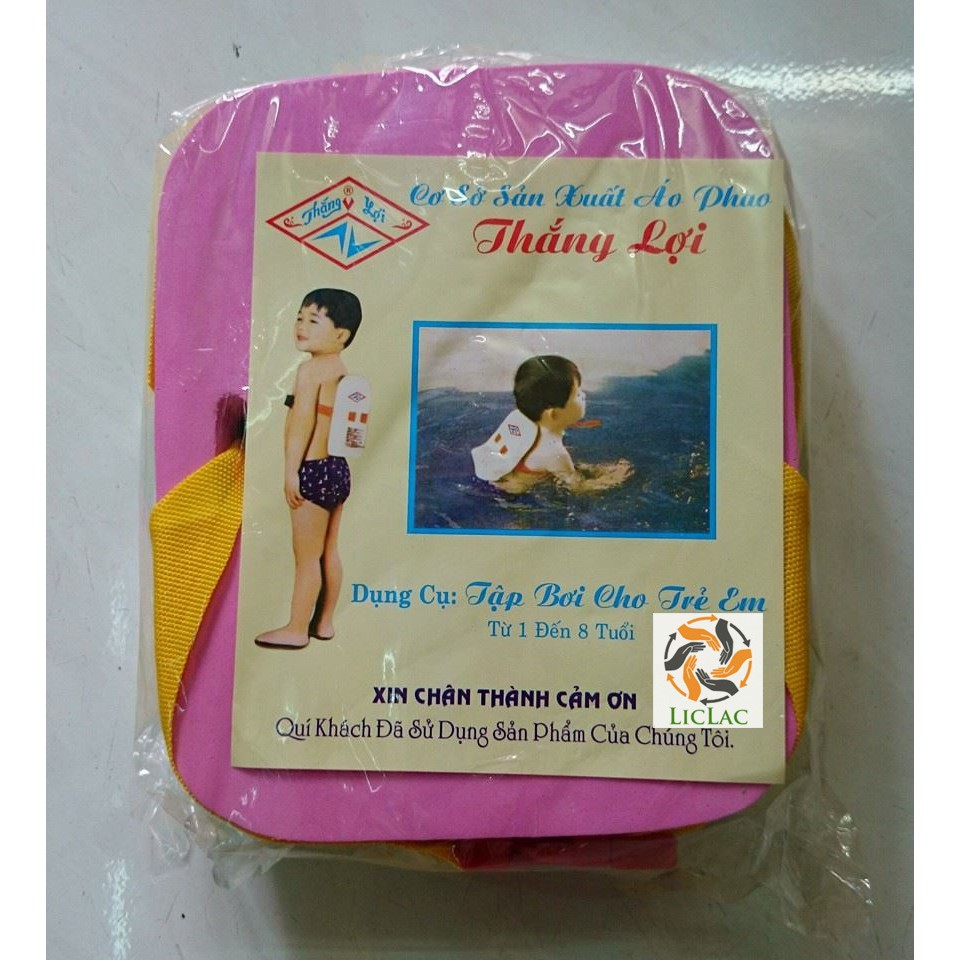 Thắng Lợi
®
Cơ Sở Sản Xuất Áo Phao
Thắng Lợi
Dụng Cụ: Tập Bơi Cho Trẻ Em
Từ 1 Đến 8 Tuổi
LICLAC
XIN CHÂN THÀNH CẢM ƠN
Quí Khách Đã Sử Dụng Sản Phẩm Của Chúng Tôi.